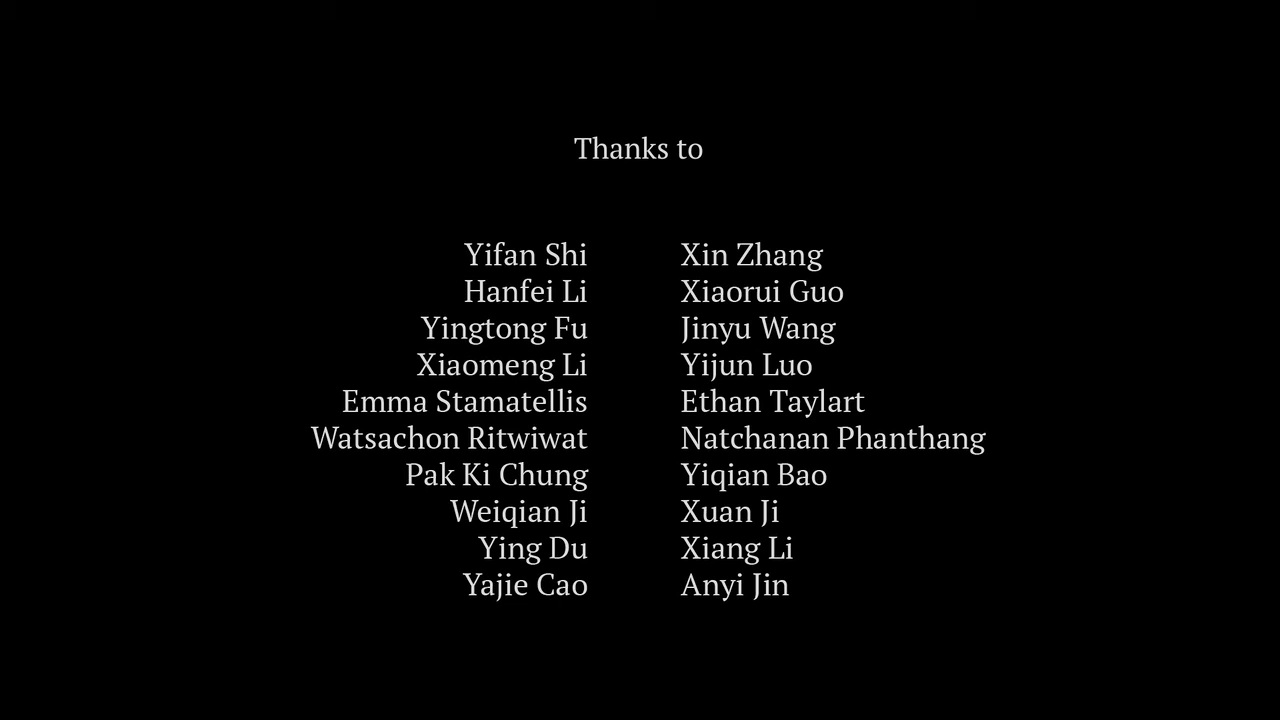 Thanks to
Yifan Shi Xin Zhang
Hanfei Li Xiaorui Guo
Yingtong Fu Jinyu Wang
Xiaomeng Li Yijun Luo
Emma Stamatellis Ethan Taylart
Watsachon Ritwiwat Natchanan Phanthang
Pak Ki Chung Yiqian Bao
Weiqian Ji Xuan Ji
Ying Du Xiang Li
Yajie Cao Anyi Jin